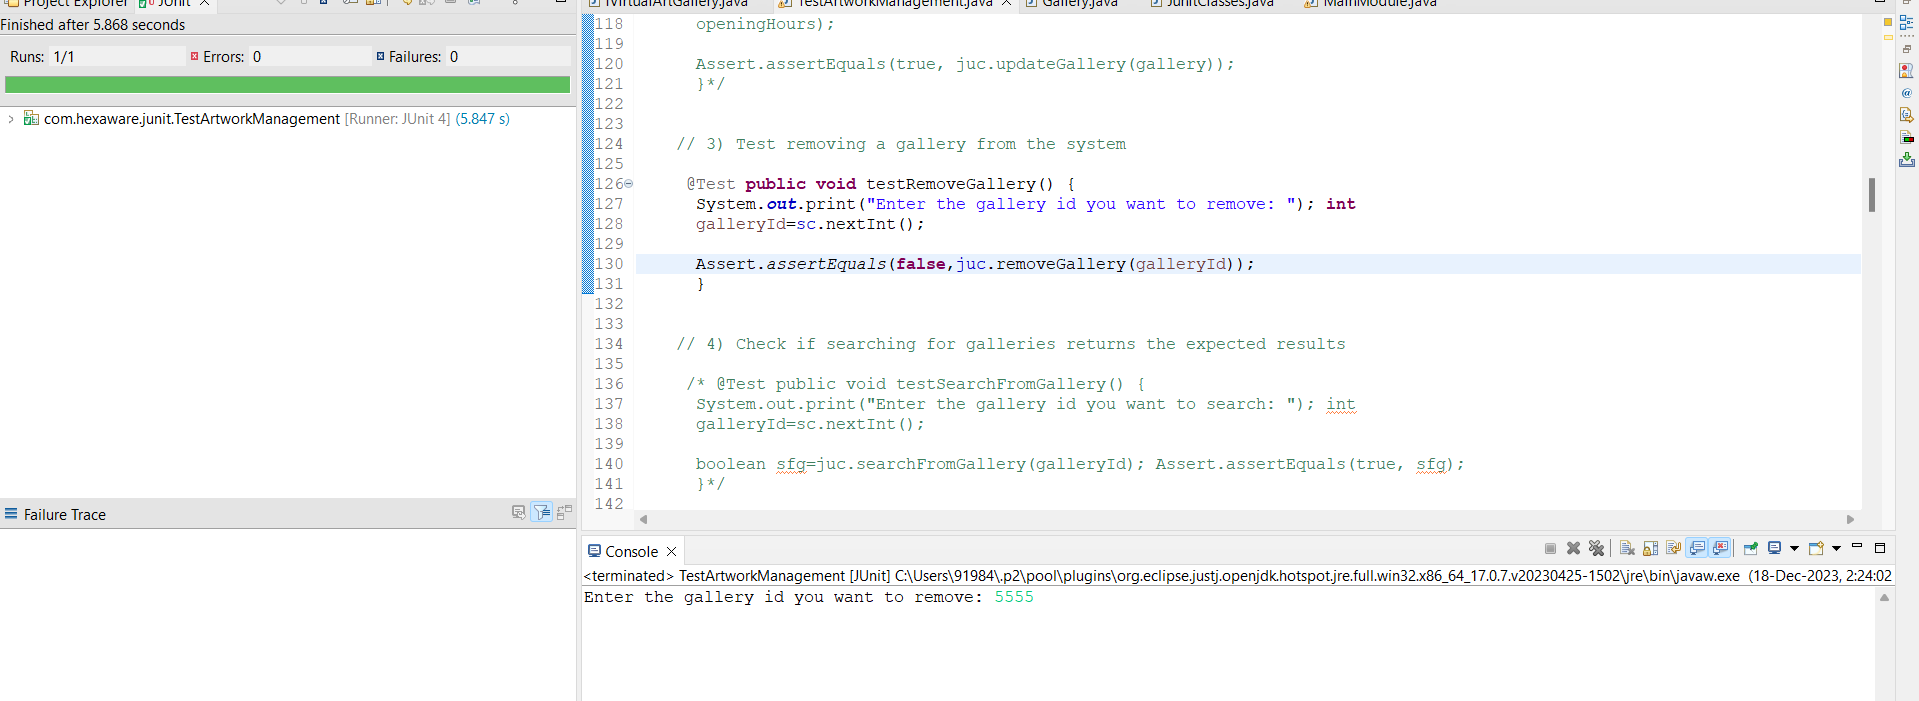 Project Explorer JUnit
Finished after 5.868 seconds
Runs: 1/1 Errors: 0 Failures: 0
com.hexaware.junit.TestArtworkManagement [Runner: JUnit 4] (5.847 s)
Failure Trace
IVirtualArtGallery.java TestArtworkManagement.java Gallery.java JunitClasses.java MainModule.java
118 openingHours);
119
120 Assert.assertEquals(true, juc.updateGallery(gallery));
121 }*/
122
123
124 // 3) Test removing a gallery from the system
125
126 @Test public void testRemoveGallery() {
127 System.out.print("Enter the gallery id you want to remove: "); int
128 galleryId=sc.nextInt();
129
130 Assert.assertEquals(false,juc.removeGallery(galleryId));
131 }
132
133
134 // 4) Check if searching for galleries returns the expected results
135
136 /* @Test public void testSearchFromGallery() {
137 System.out.print("Enter the gallery id you want to search: "); int
138 galleryId=sc.nextInt();
139
140 boolean sfg=juc.searchFromGallery(galleryId); Assert.assertEquals(true, sfg);
141 }*/
142
Console
<terminated> TestArtworkManagement [JUnit] C:\Users\91984\.p2\pool\plugins\org.eclipse.justj.openjdk.hotspot.jre.full.win32.x86_64_17.0.7.v20230425-1502\jre\bin\javaw.exe (18-Dec-2023, 2:24:02
Enter the gallery id you want to remove: 5555